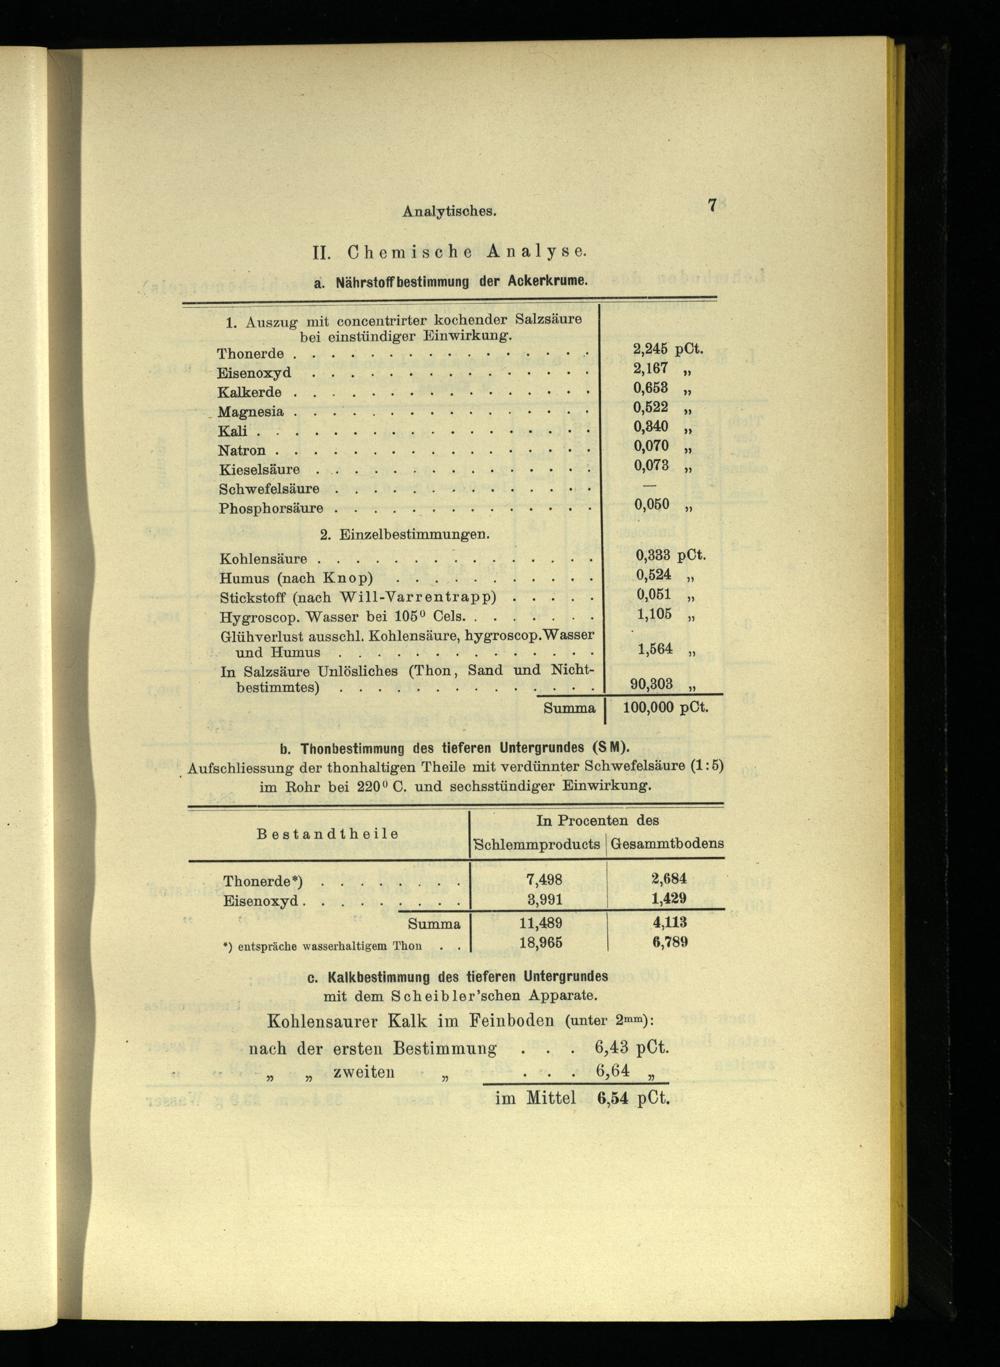 Analytisches. 7
II. Chemische Analyse.
a. Nährstoffbestimmung der Ackerkrume.
1. Auszug mit concentrirter kochender Salzsäure
bei einstündiger Einwirkung.
Thonerde . . . . . . . . . . . . . . . . 2,245 pCt.
Eisenoxyd . . . . . . . . . . . . . . . 2,167 „
Kalkerde . . . . . . . . . . . . . . . . 0,653 „
Magnesia . . . . . . . . . . . . . . . . 0,522 „
Kali . . . . . . . . . . . . . . . . . . 0,340 „
Natron . . . . . . . . . . . . . . . . . 0,070 „
Kieselsäure . . . . . . . . . . . . . . . 0,073 „
Schwefelsäure . . . . . . . . . . . . . . —
Phosphorsäure . . . . . . . . . . . . . . 0,050 „
2. Einzelbestimmungen.
Kohlensäure . . . . . . . . . . . . . . . 0,333 pCt.
Humus (nach Knop) . . . . . . . . . . . 0,524 „
Stickstoff (nach Will-Varrentrapp) . . . . . 0,051 „
Hygroscop. Wasser bei 105⁰ Cels. . . . . . . . 1,105 „
Glühverlust ausschl. Kohlensäure, hygroscop. Wasser
und Humus . . . . . . . . . . . . . . 1,564 „
In Salzsäure Unlösliches (Thon, Sand und Nicht-
bestimmtes) . . . . . . . . . . . . . . 90,303 „
Summa 100,000 pCt.
b. Thonbestimmung des tieferen Untergrundes (SM).
Aufschliessung der thonhaltigen Theile mit verdünnter Schwefelsäure (1:5)
im Rohr bei 220⁰ C. und sechsstündiger Einwirkung.
Bestandtheile In Procenten des
Schlemmproducts Gesammtbodens
Thonerde*) . . . . . . . . 7,498 2,684
Eisenoxyd . . . . . . . . . 3,991 1,429
Summa 11,489 4,113
*) entspräche wasserhaltigem Thon . . 18,965 6,789
c. Kalkbestimmung des tieferen Untergrundes
mit dem Scheibler'schen Apparate.
Kohlensaurer Kalk im Feinboden (unter 2mm):
nach der ersten Bestimmung . . . 6,43 pCt.
„ „ zweiten „ . . . 6,64 „
im Mittel 6,54 pCt.